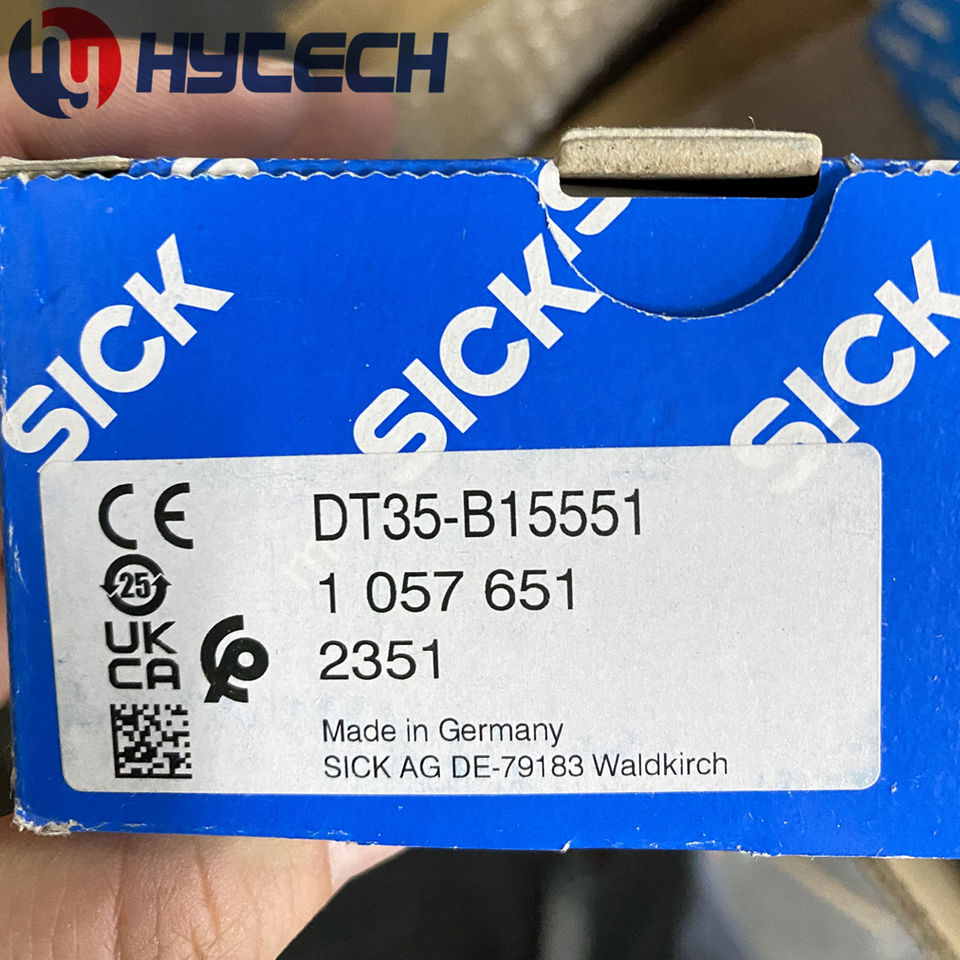 HYTECH
SICK
SICK
SICK
SICK
CE
DT35-B15551
25
1 057 651
UK
CA
2351
Made in Germany
SICK AG DE-79183 Waldkirch